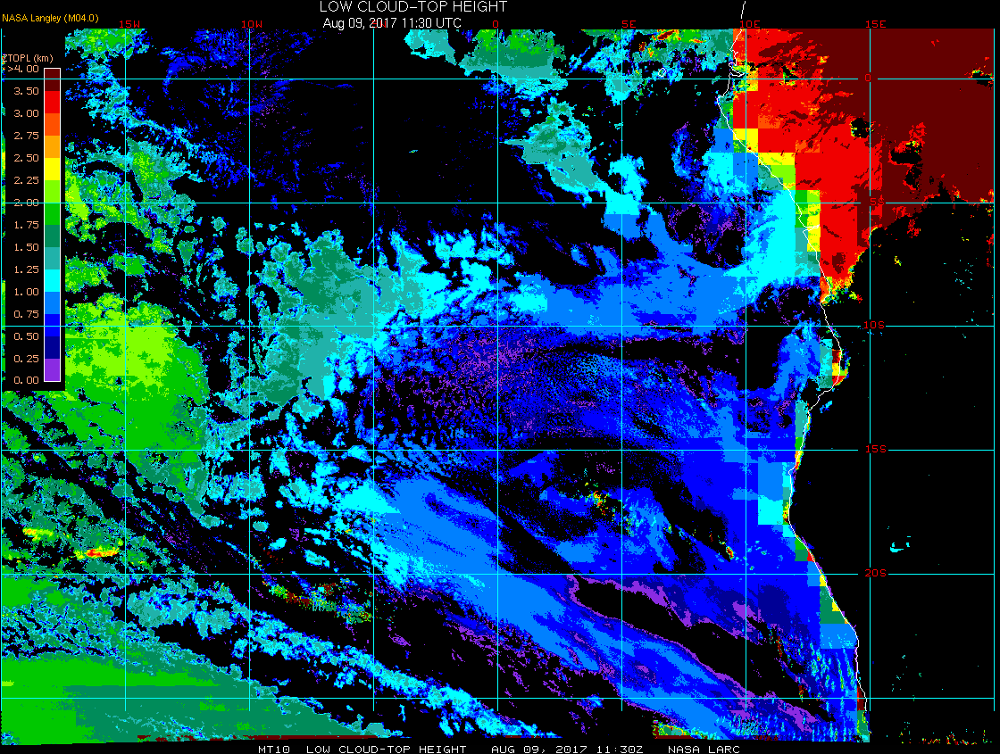 LOW CLOUD-TOP HEIGHT
NASA Langley (M04.0)
Aug 09, 2017 11:30 UTC
15W 10W 5W 0 5E 10E 15E
ZTOPL (km)
>4.00
3.50
3.00
2.75
2.50
2.25
2.00
1.75
1.50
1.25
1.00
0.75
0.50
0.25
0.00
0
5S
10S
15S
20S
MT10 LOW CLOUD-TOP HEIGHT AUG 09, 2017 11:30Z NASA LARC